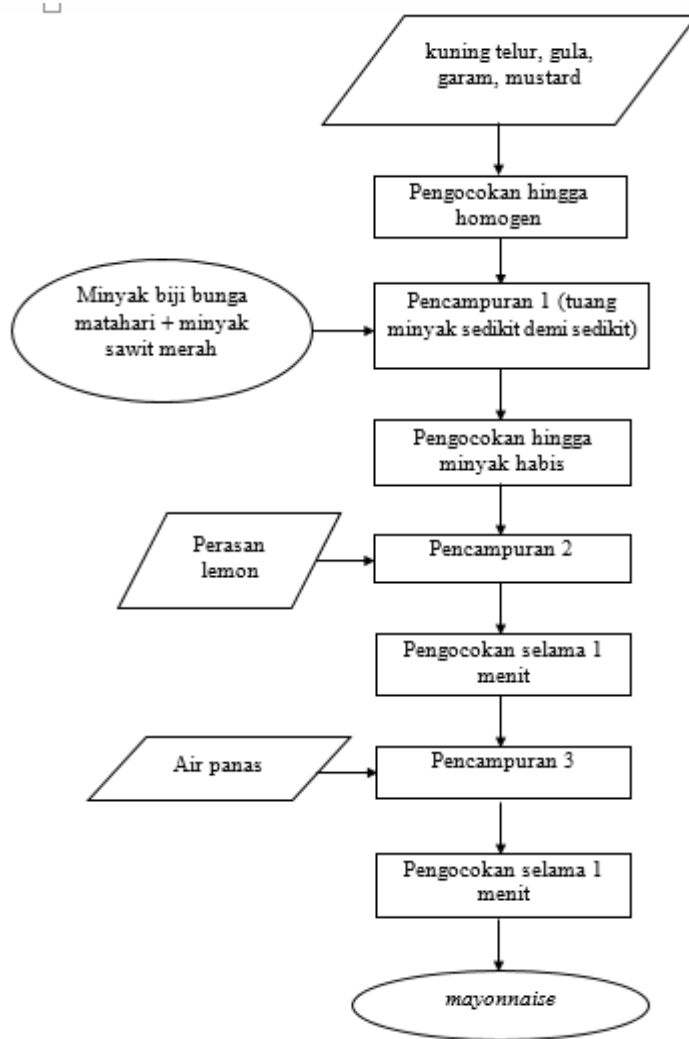 kuning telur, gula,
garam, mustard
Pengocokan hingga
homogen
Minyak biji bunga
matahari + minyak
sawit merah
Pencampuran 1 (tuang
minyak sedikit demi sedikit)
Pengocokan hingga
minyak habis
Perasan
lemon
Pencampuran 2
Pengocokan selama 1
menit
Air panas
Pencampuran 3
Pengocokan selama 1
menit
mayonnaise